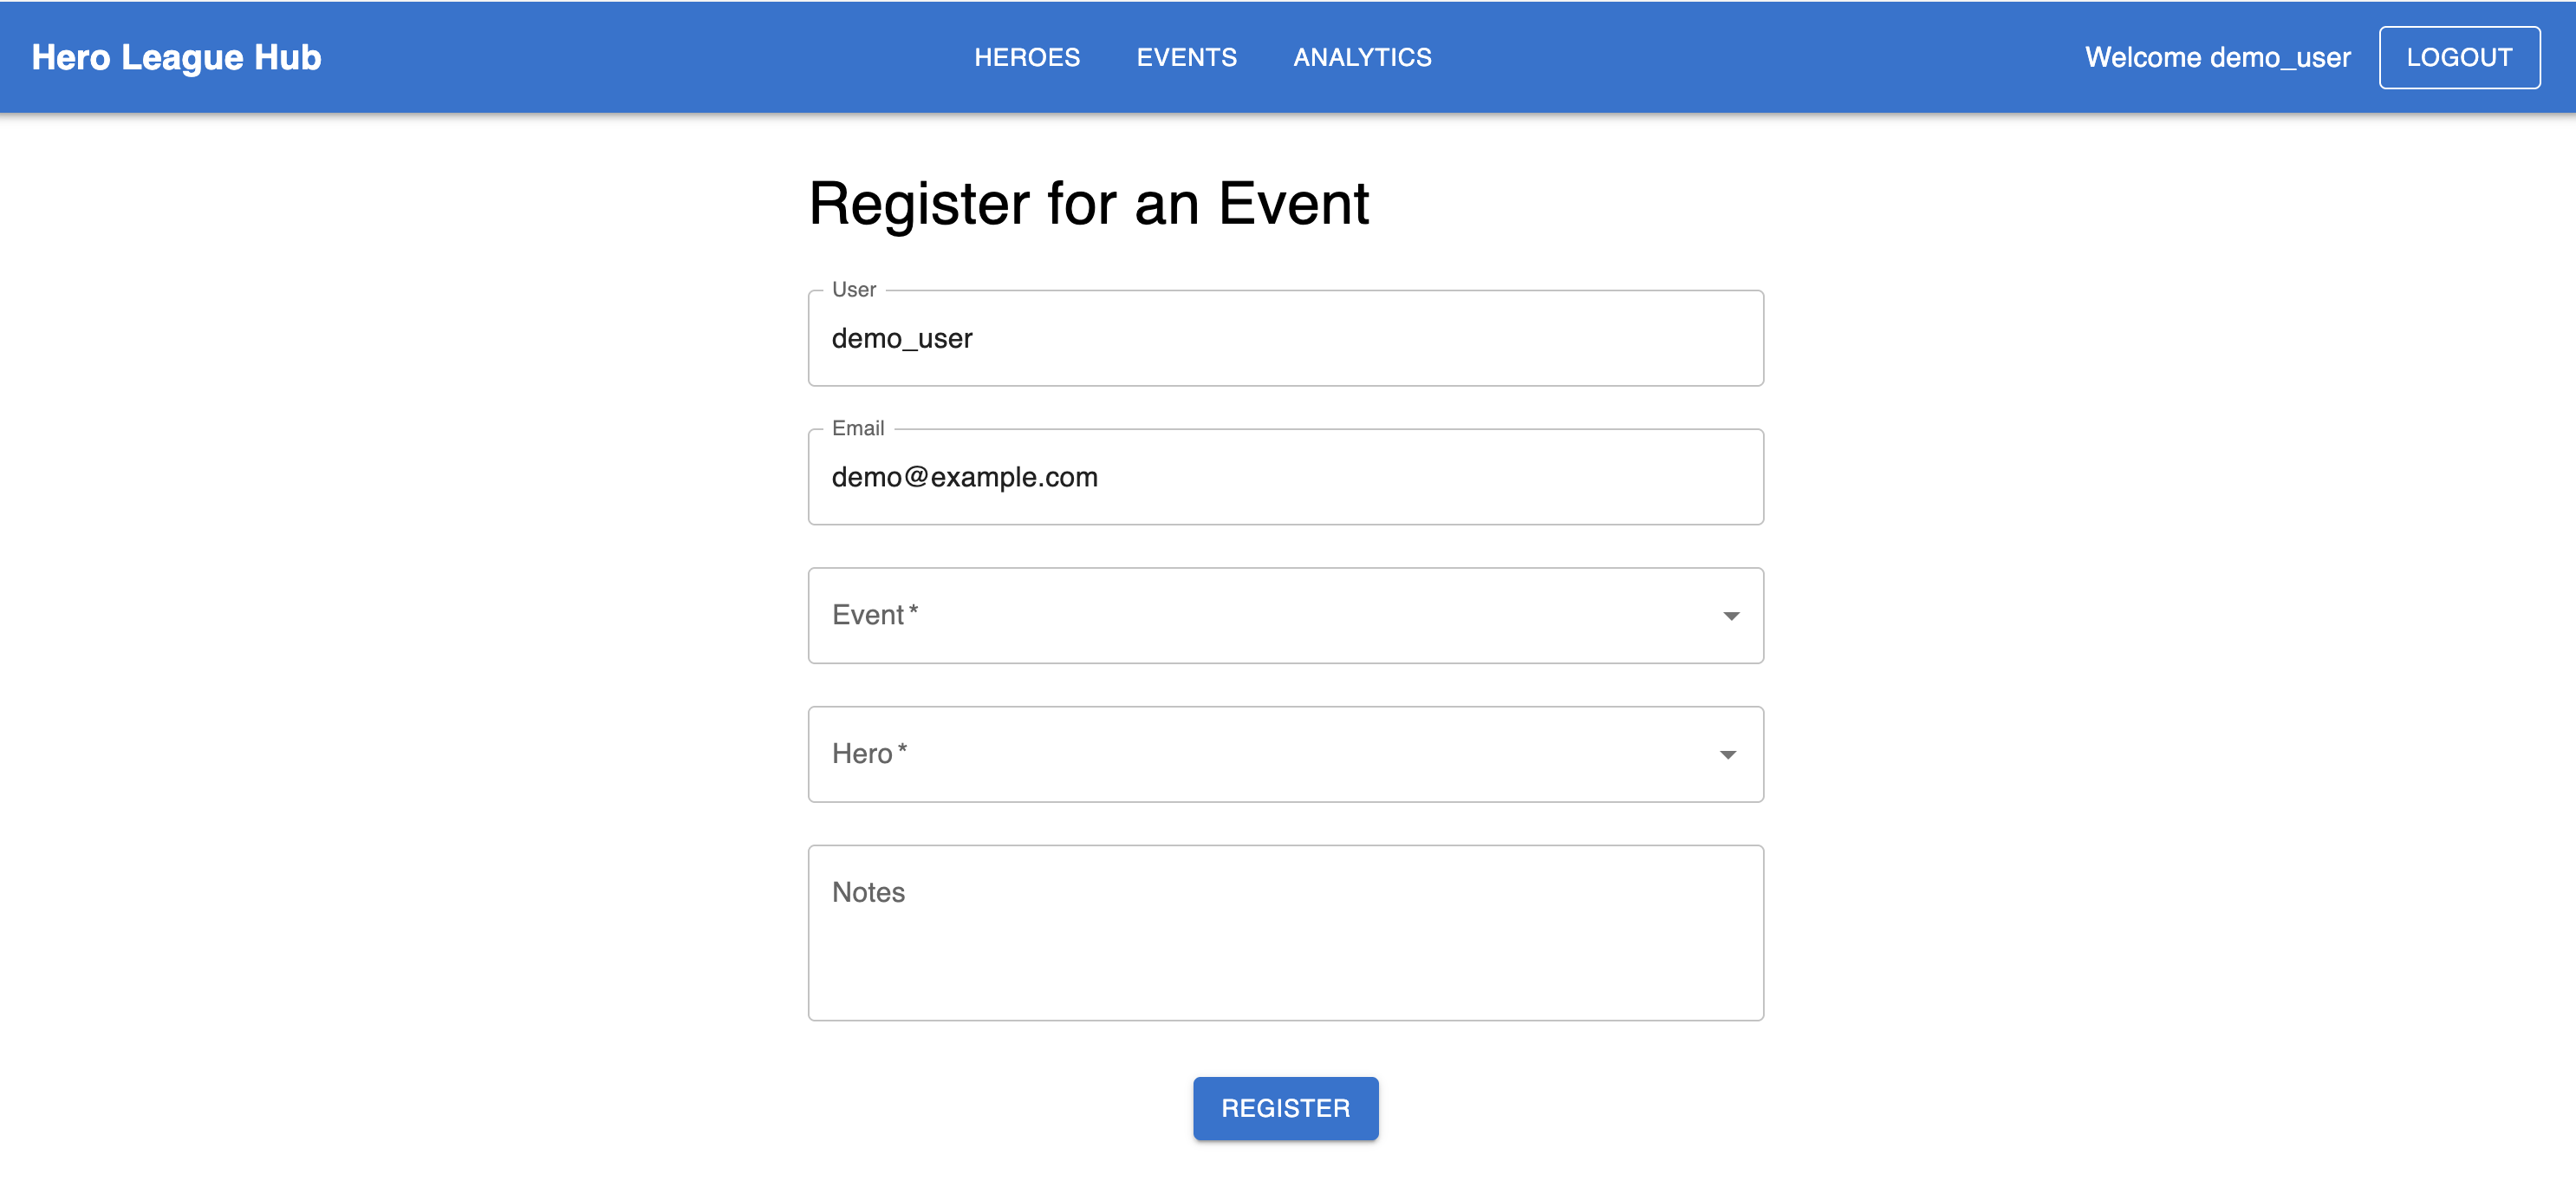 Hero League Hub
HEROES EVENTS ANALYTICS
Welcome demo_user LOGOUT
Register for an Event
User
demo_user
Email
demo@example.com
Event *
Hero *
Notes
REGISTER